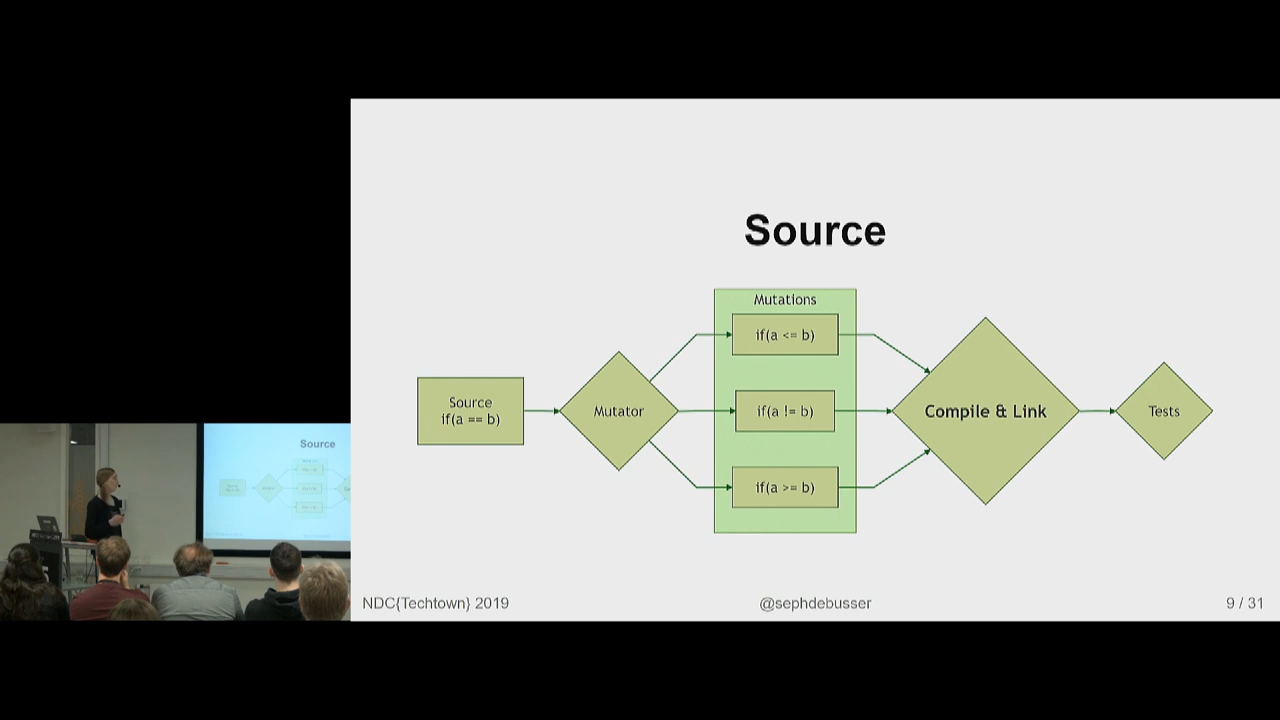 Source
Mutations
if(a <= b)
Source
if(a == b)
Mutator
if(a != b)
Compile & Link
Tests
if(a >= b)
NDC{Techtown} 2019
@sephdebusser
9 / 31
Source